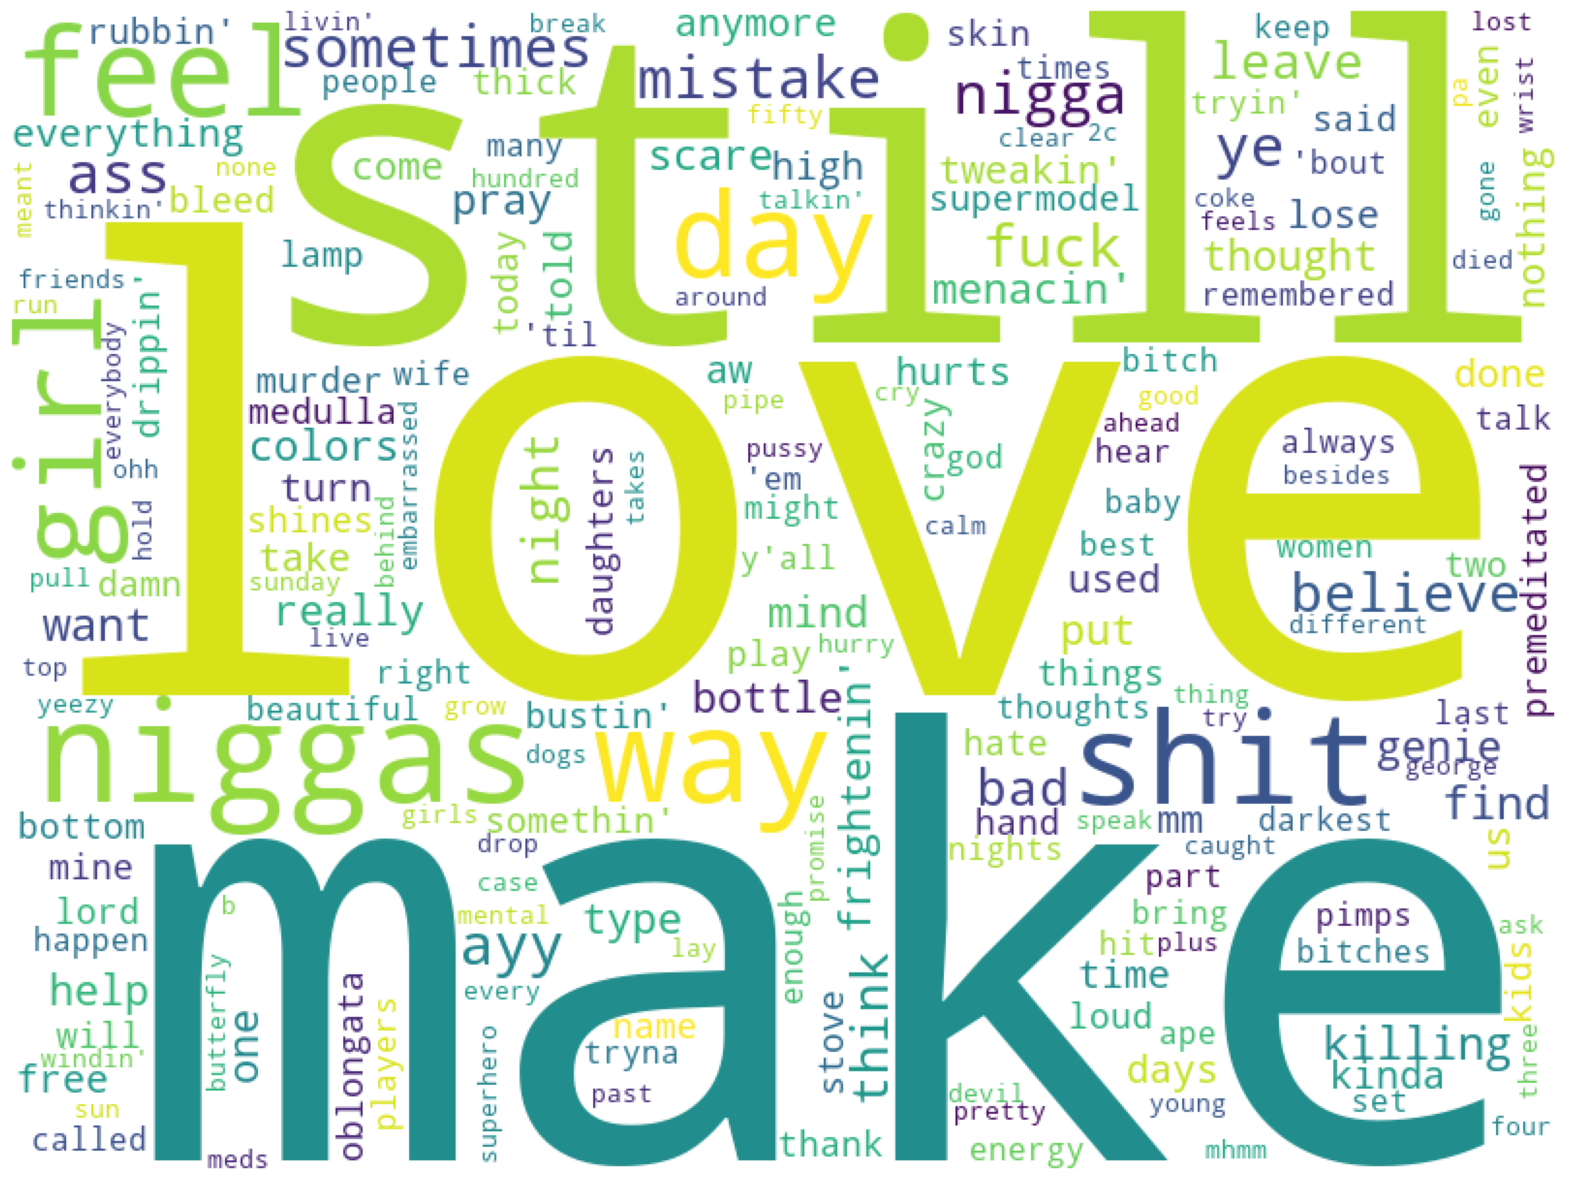 rubbin' livin' break anymore skin keep lost
feel sometimes still mistake times leave even wrist
people thick fifty nigga tryin' said pa
everything come many scare high clear 2c ye 'bout
ass none hundred tweakin' nothing
meant thinkin' bleed pray talkin' supermodel coke lose gone
lamp today told day fuck feels thought died
friends around menacin' remembered
run girl drippin' 'til
everybody love
murder wife aw hurts bitch done
medulla pipe cry good talk
colors embarrassed night daughters takes pussy crazy god ahead always
ohh turn 'em hear besides premeditated
hold shines behind might calm baby
take y'all best women two
pull damn sunday used believe
want really mind put different
top live right play hurry things
yeezy beautiful grow bustin' bottle frightenin' thoughts thing try last
niggas dogs way hate shit genie
george
bad find
bottom girls somethin' promise hand speak mm darkest us
mine drop make nights caught
lord b case enough part pimps ask
happen mental type bring
ayy lay hit plus bitches kids
help butterfly oblongata players every stove think time
will one name loud ape killing three
windin' superhero tryna
free past devil days kinda
sun pretty young set
called meds thank energy mhmm four